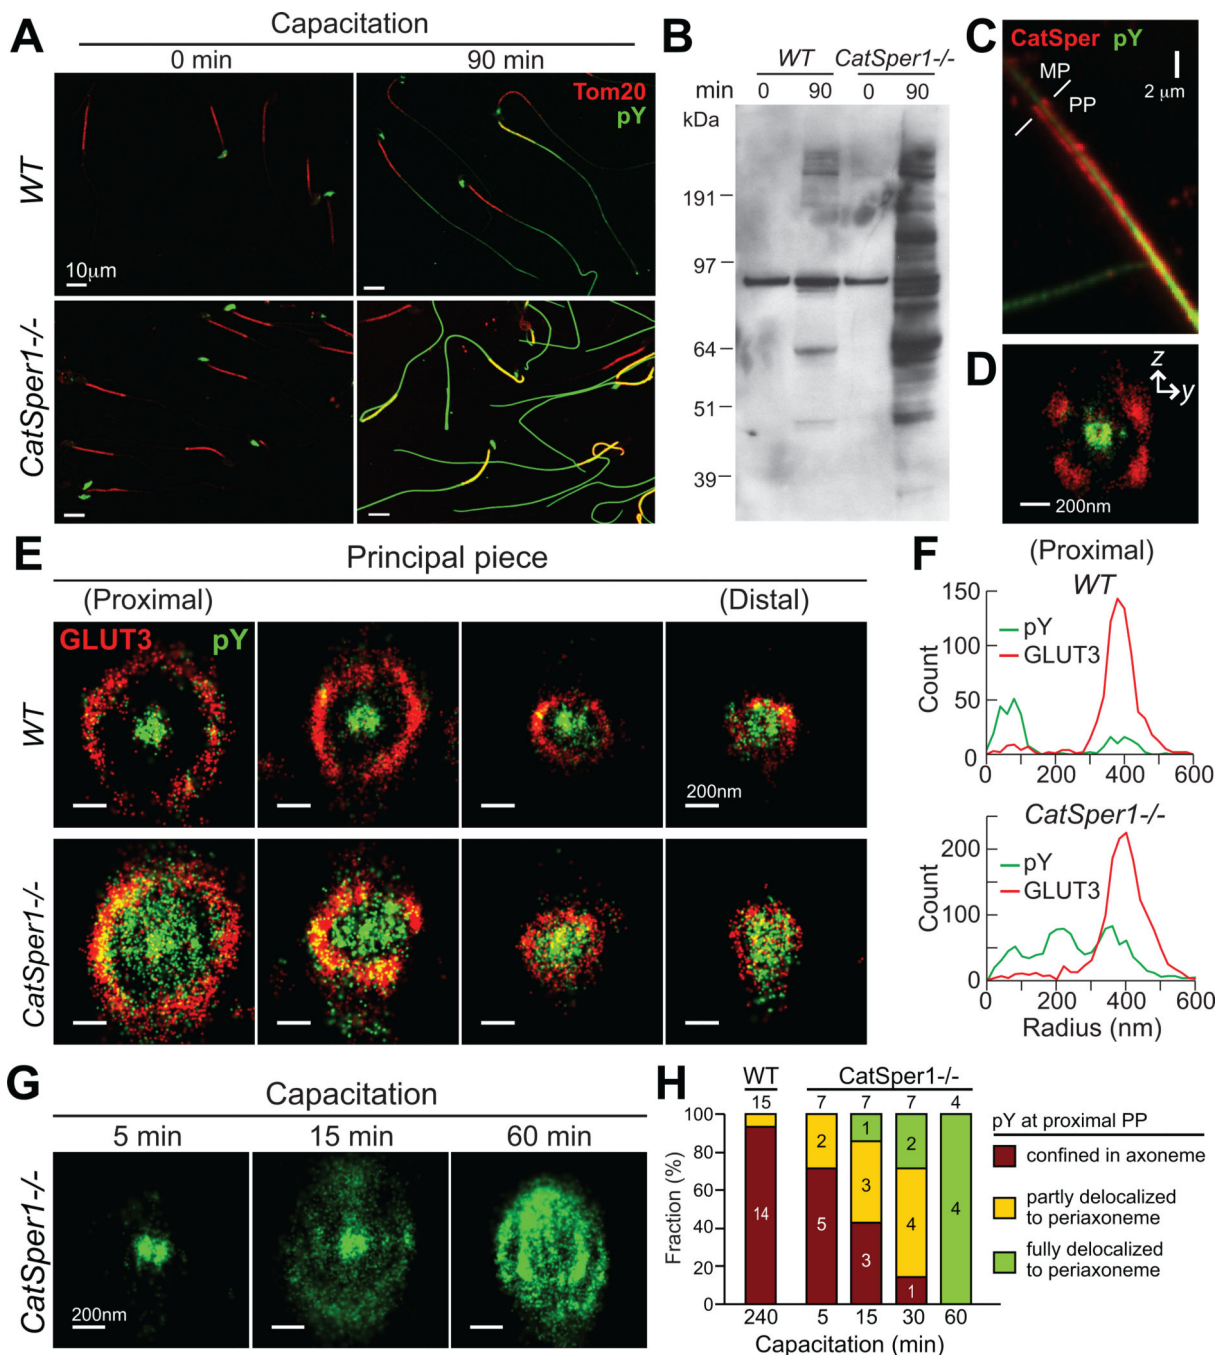 A
Capacitation
0 min
90 min
Tom20
pY
WT
10μm
CatSper1-/-
B
WT CatSper1-/-
min 0 90 0 90
kDa
191
97
64
51
39
C
CatSper pY
MP
PP
2 μm
D
z
y
200nm
E
Principal piece
(Proximal) (Distal)
GLUT3 pY
WT
200nm
CatSper1-/-
F
(Proximal)
WT
150
100
50
0
Count
pY
GLUT3
0 200 400 600
CatSper1-/-
200
100
0
Count
pY
GLUT3
0 200 400 600
Radius (nm)
G
Capacitation
5 min 15 min 60 min
CatSper1-/-
200nm
H
WT CatSper1-/-
15 7 7 7 4
100
80
60
40
20
0
Fraction (%)
14
2
5
1
3
3
2
4
1
4
240 5 15 30 60
Capacitation (min)
pY at proximal PP
confined in axoneme
partly delocalized
to periaxoneme
fully delocalized
to periaxoneme